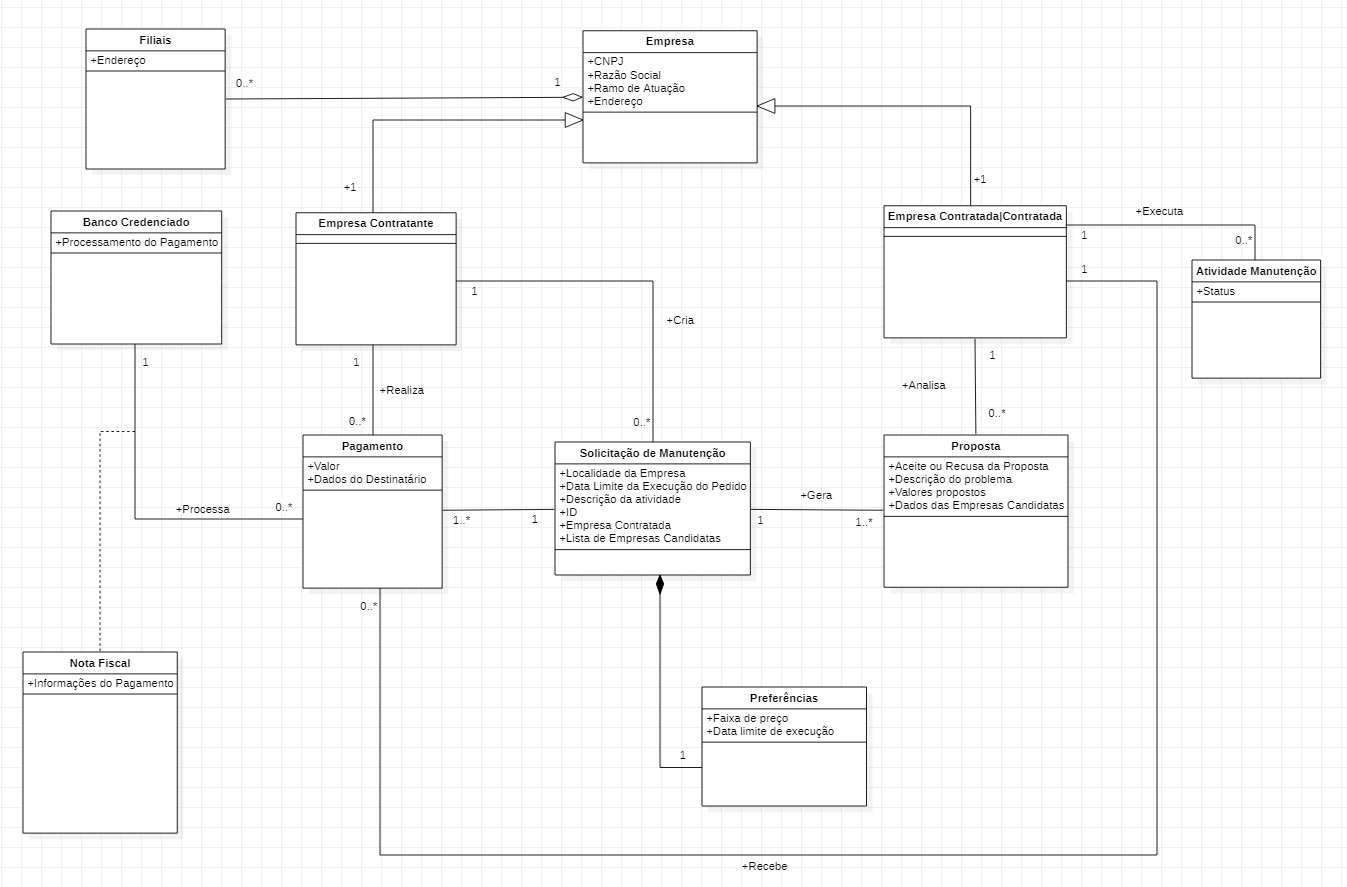 Filiais
+Endereço
0..*
1
Empresa
+CNPJ
+Razão Social
+Ramo de Atuação
+Endereço
+1
+1
Banco Credenciado
+Processamento do Pagamento
1
Empresa Contratante
1
1
Empresa Contratada|Contratada
1
1
1
+Executa
0..*
Atividade Manutenção
+Status
+Cria
+Realiza
+Analisa
0..*
0..*
0..*
Pagamento
+Valor
+Dados do Destinatário
+Processa
0..*
1..*
1
Solicitação de Manutenção
+Localidade da Empresa
+Data Limite da Execução do Pedido
+Descrição da atividade
+ID
+Empresa Contratada
+Lista de Empresas Candidatas
1
+Gera
1..*
Proposta
+Aceite ou Recusa da Proposta
+Descrição do problema
+Valores propostos
+Dados das Empresas Candidatas
0..*
Nota Fiscal
+Informações do Pagamento
Preferências
+Faixa de preço
+Data limite de execução
1
+Recebe